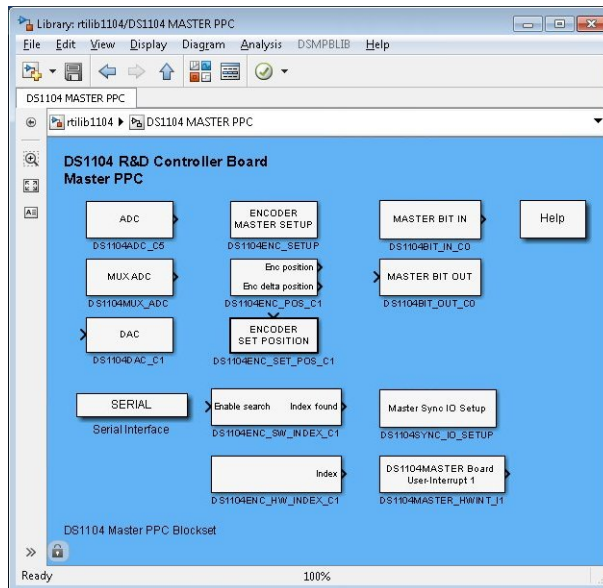 Library: rtilib1104/DS1104 MASTER PPC
File Edit View Display Diagram Analysis DSMPBLIB Help
DS1104 MASTER PPC
rtilib1104 DS1104 MASTER PPC
DS1104 R&D Controller Board
Master PPC
ADC
DS1104ADC_C5
ENCODER
MASTER SETUP
DS1104ENC_SETUP
MASTER BIT IN
DS1104BIT_IN_C0
Help
MUX ADC
DS1104MUX_ADC
Enc position
Enc delta position
DS1104ENC_POS_C1
MASTER BIT OUT
DS1104BIT_OUT_C0
DAC
DS1104DAC_C1
ENCODER
SET POSITION
DS1104ENC_SET_POS_C1
SERIAL
Serial Interface
Enable search Index found
DS1104ENC_SW_INDEX_C1
Master Sync IO Setup
DS1104SYNC_IO_SETUP
Index
DS1104ENC_HW_INDEX_C1
DS1104MASTER Board
User-Interrupt 1
DS1104MASTER_HWINT_I1
DS1104 Master PPC Blockset
Ready 100%